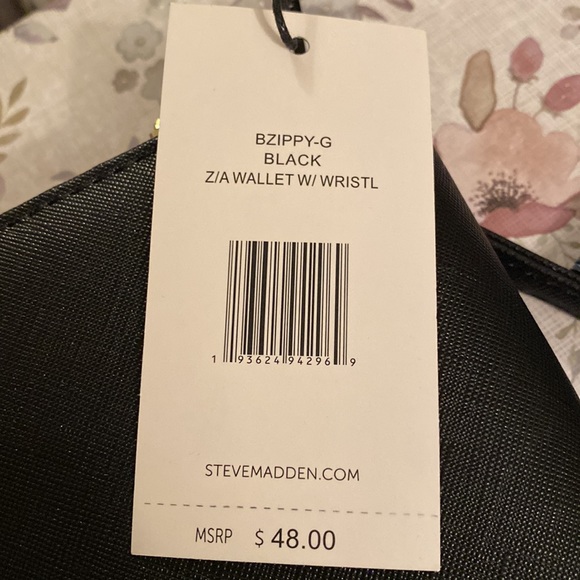 BZIPPY-G
BLACK
Z/A WALLET W/ WRISTL
1 93624 94296 9
STEVEMADDEN.COM
MSRP $ 48.00